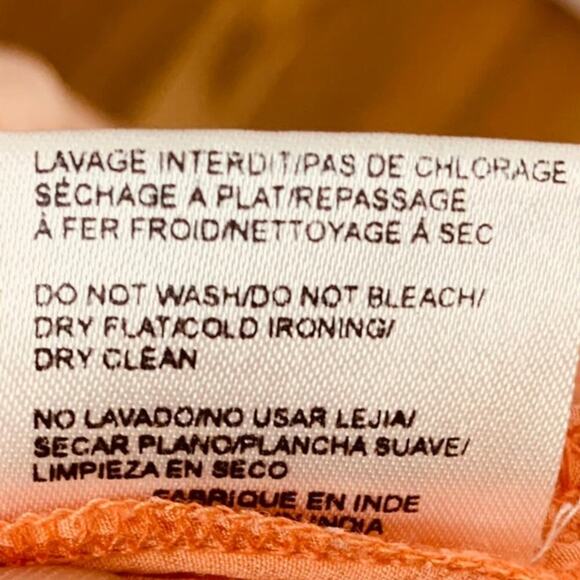 LAVAGE INTERDIT/PAS DE CHLORAGE
SÉCHAGE A PLAT/REPASSAGE
À FER FROID/NETTOYAGE À SEC
DO NOT WASH/DO NOT BLEACH/
DRY FLAT/COLD IRONING/
DRY CLEAN
NO LAVADO/NO USAR LEJIA/
SECAR PLANO/PLANCHA SUAVE/
LIMPIEZA EN SECO
FABRIQUE EN INDE
INDIA